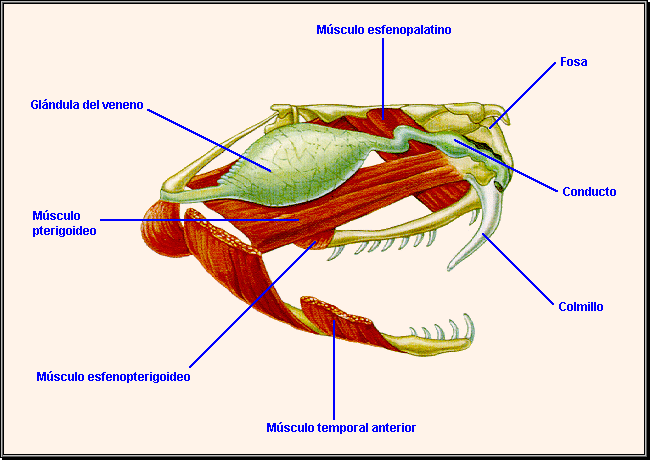 Músculo esfenopalatino
Fosa
Glándula del veneno
Conducto
Músculo
pterigoideo
Colmillo
Músculo esfenopterigoideo
Músculo temporal anterior